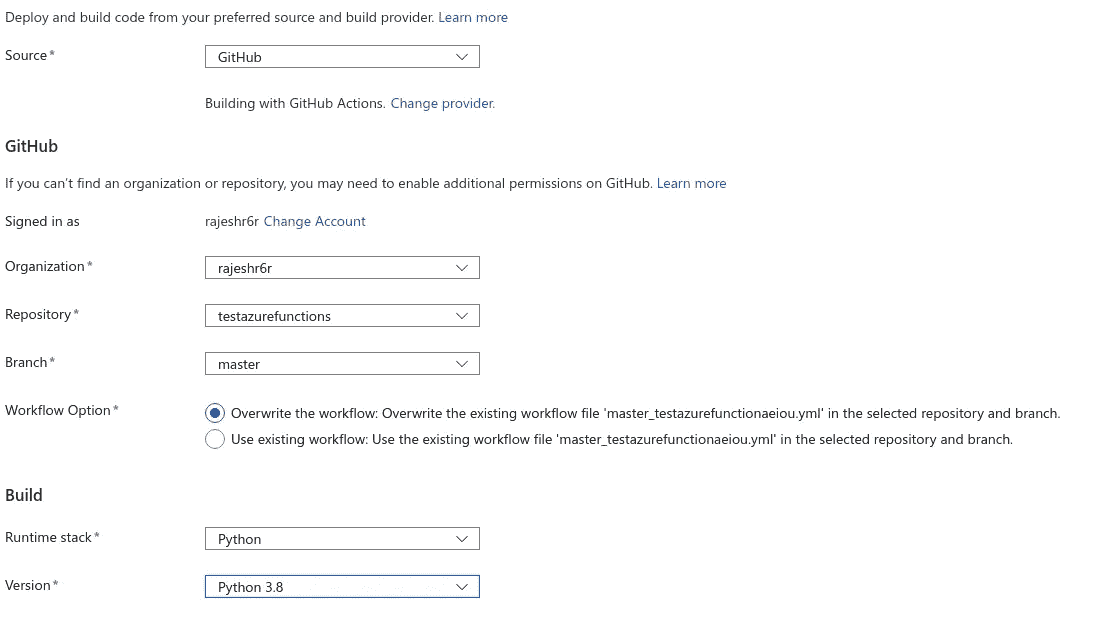 Deploy and build code from your preferred source and build provider. Learn more
Source* GitHub
Building with GitHub Actions. Change provider.
GitHub
If you can't find an organization or repository, you may need to enable additional permissions on GitHub. Learn more
Signed in as rajeshr6r Change Account
Organization* rajeshr6r
Repository* testazurefunctions
Branch* master
Workflow Option* Overwrite the workflow: Overwrite the existing workflow file 'master_testazurefunctionaeiou.yml' in the selected repository and branch.
Use existing workflow: Use the existing workflow file 'master_testazurefunctionaeiou.yml' in the selected repository and branch.
Build
Runtime stack* Python
Version* Python 3.8